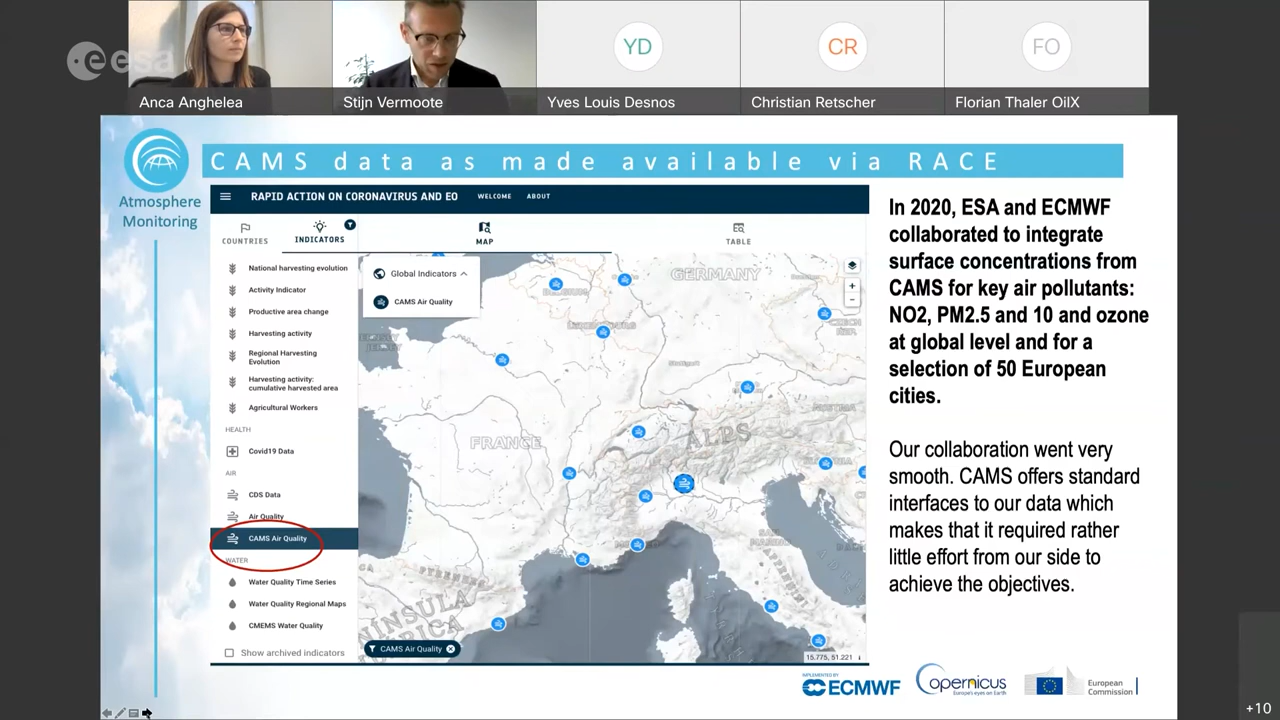 esa
YD
CR
FO
Anca Anghelea
Stijn Vermoote
Yves Louis Desnos
Christian Retscher
Florian Thaler OilX
Atmosphere
Monitoring
CAMS data as made available via RACE
RAPID ACTION ON CORONAVIRUS AND EO
WELCOME
ABOUT
COUNTRIES
INDICATORS
MAP
TABLE
National harvesting evolution
Activity Indicator
Productive area change
Harvesting activity
Regional Harvesting
Evolution
Harvesting activity:
cumulative harvested area
Agricultural Workers
HEALTH
Covid19 Data
AIR
CDS Data
Air Quality
CAMS Air Quality
WATER
Water Quality Time Series
Water Quality Regional Maps
CMEMS Water Quality
Show archived indicators
Global Indicators
CAMS Air Quality
GERMANY
BELGIUM
FRANCE
ALPS
CAMS Air Quality
15.775, 51.221
In 2020, ESA and ECMWF
collaborated to integrate
surface concentrations from
CAMS for key air pollutants:
NO2, PM2.5 and 10 and ozone
at global level and for a
selection of 50 European
cities.
Our collaboration went very
smooth. CAMS offers standard
interfaces to our data which
makes that it required rather
little effort from our side to
achieve the objectives.
IMPLEMENTED BY
ECMWF
opernicus
Europe's eyes on Earth
European
Commission
+10